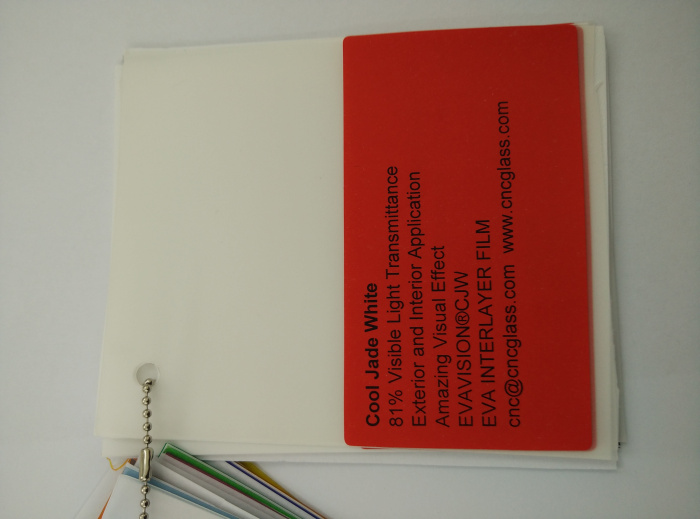 Cool Jade White
81% Visible Light Transmittance
Exterior and Interior Application
Amazing Visual Effect
EVAVISION®CJW
EVA INTERLAYER FILM
cnc@cncglass.com www.cncglass.com